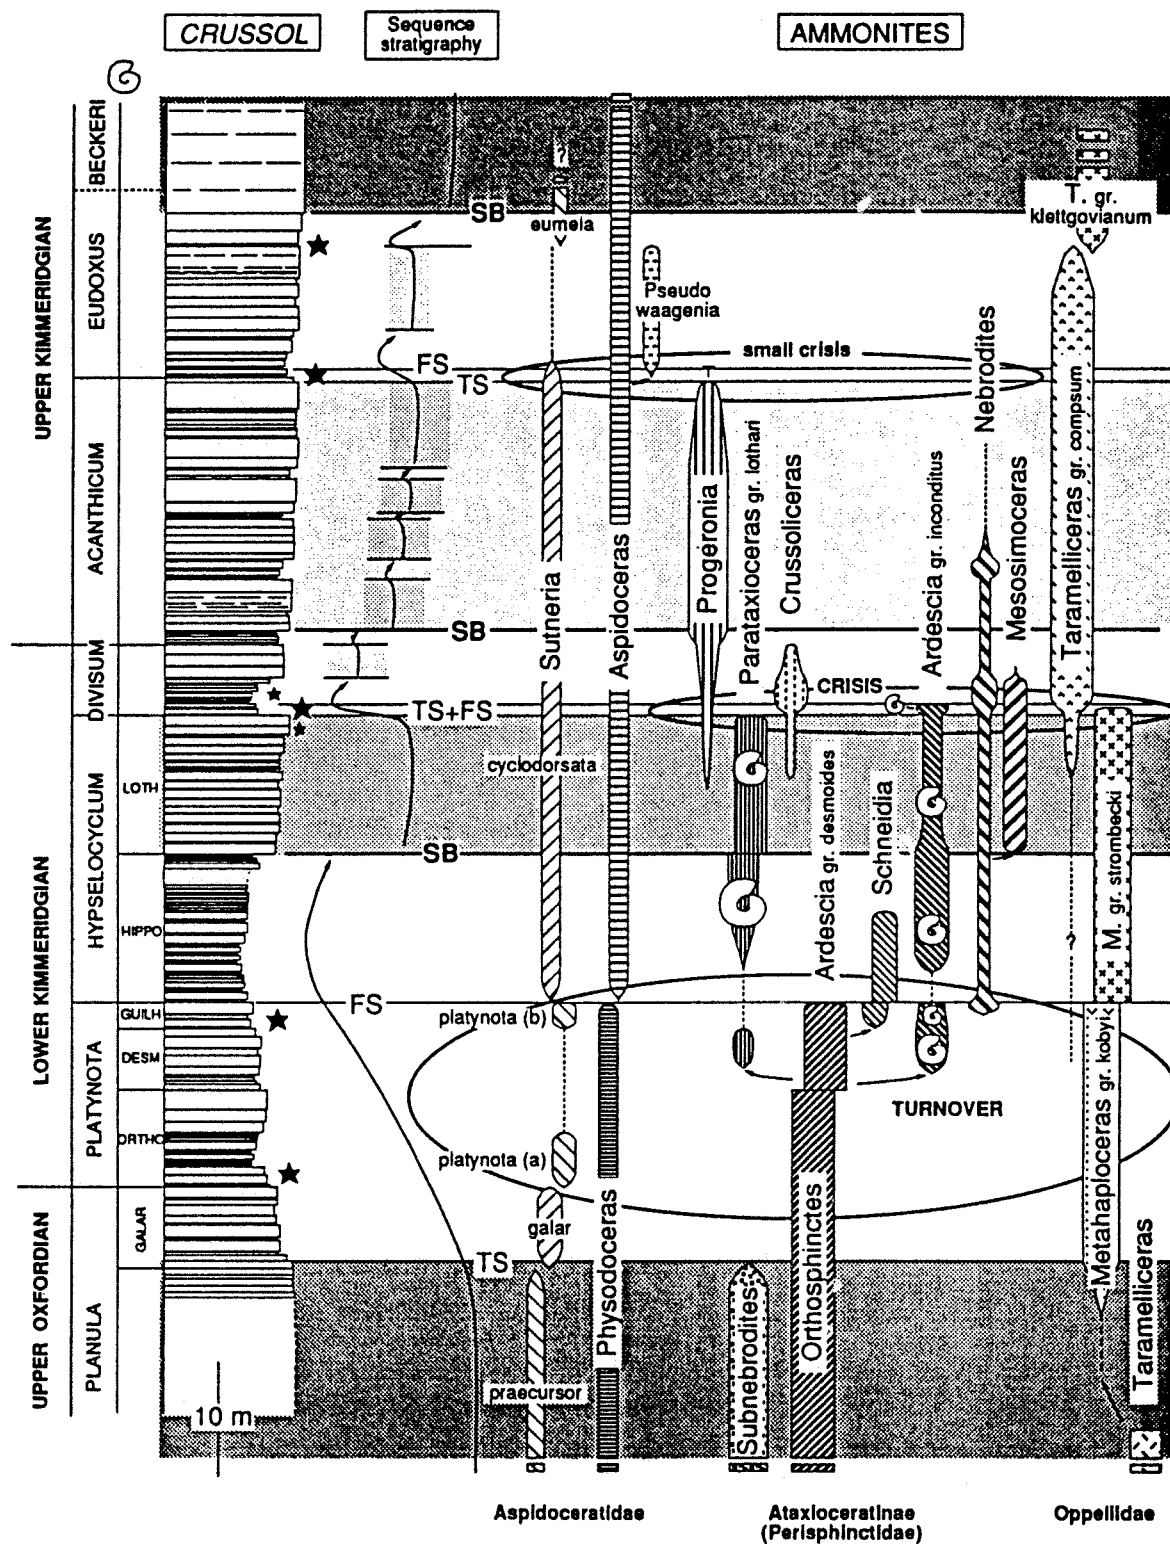 CRUSSOL
Sequence
stratigraphy
AMMONITES
BECKERI
EUDOXUS
UPPER KIMMERIDGIAN
ACANTHICUM
DIVISUM
LOTH
HYPSELOCYCLUM
HIPPO
LOWER KIMMERIDGIAN
GUILH
DESM
PLATYNOTA
ORTHO
GALAR
UPPER OXFORDIAN
PLANULA
10 m
SB
FS
TS
SB
TS+FS
SB
FS
TS
?
eumela
Pseudo
waagenia
small crisis
T. gr.
klettgovianum
Nebrodites
Taramelliceras gr. compsum
Sutneria
Aspidoceras
Progeronia
Parataxioceras gr. lothari
Crussoliceras
Ardescia gr. inconditus
Mesosimoceras
CRISIS
cyclodorsata
Ardescia gr. desmoides
Schneidia
M. gr. strombecki
?
platynota (b)
TURNOVER
platynota (a)
galar
Physodoceras
Orthosphinctes
Metahaploceras gr. kobyi
praecursor
Subnebrodites
Taramelliceras
Aspidoceratidae
Ataxioceratinae
(Perisphinctidae)
Oppeliidae